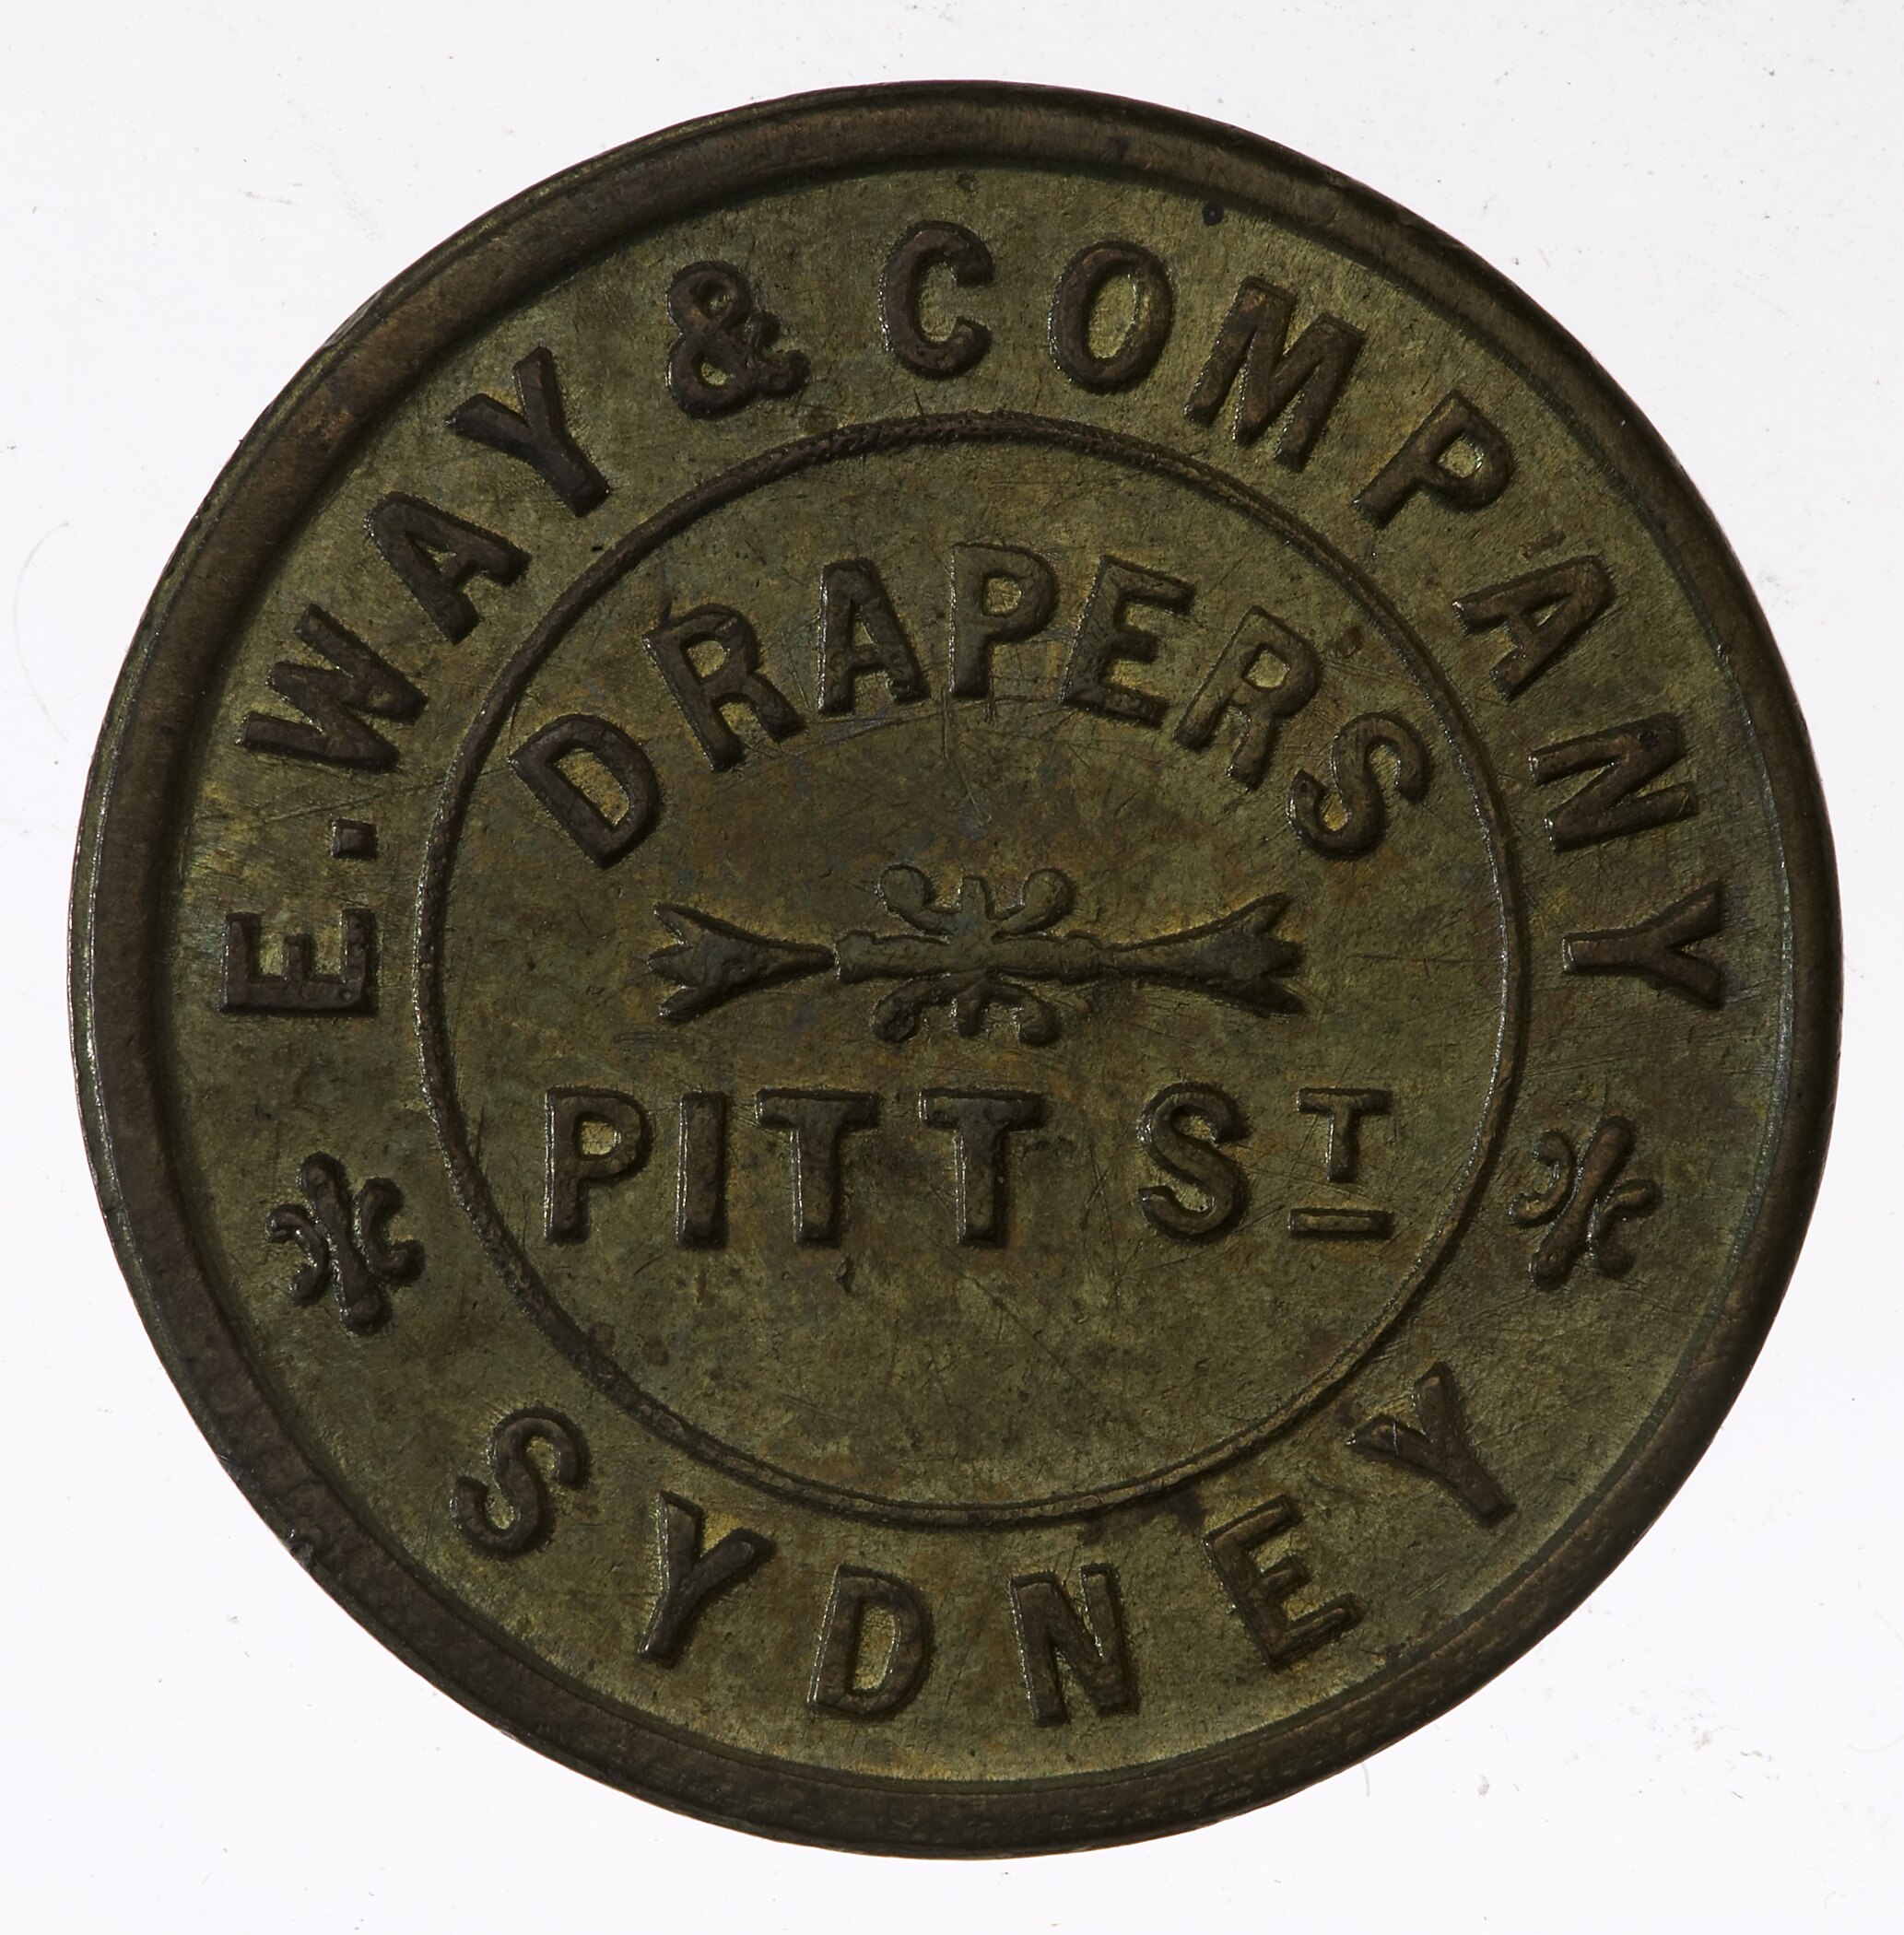 E. WAY & COMPANY
DRAPERS
PITT ST
SYDNEY